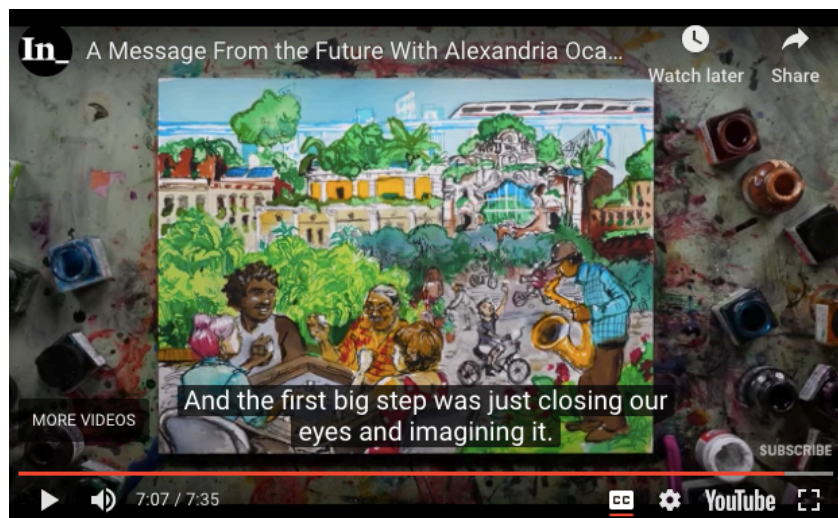 In_ A Message From the Future With Alexandria Oca...
Watch later Share
And the first big step was just closing our
eyes and imagining it.
MORE VIDEOS
SUBSCRIBE
7:07 / 7:35
CC
YouTube